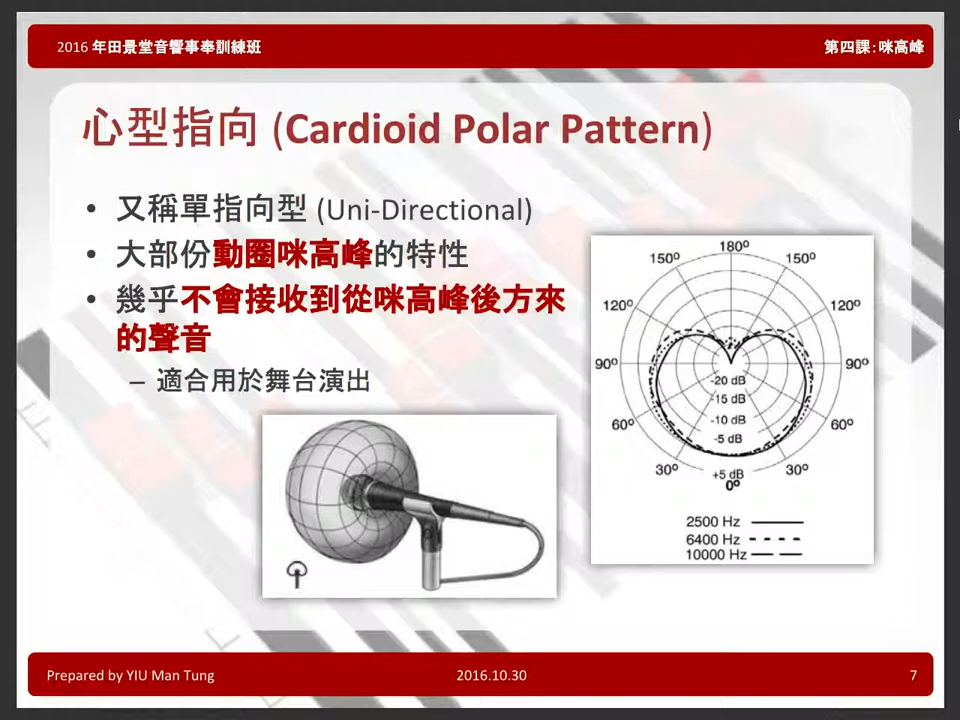 2016 年田景堂音響事奉訓練班
第四課：咪高峰
心型指向 (Cardioid Polar Pattern)
• 又稱單指向型 (Uni-Directional)
• 大部份動圈咪高峰的特性
• 幾乎不會接收到從咪高峰後方來
的聲音
– 適合用於舞台演出
180º
150º 150º
120º 120º
90º 90º
-20 dB
-15 dB
-10 dB
60º 60º
-5 dB
30º 30º
+5 dB
0º
2500 Hz
6400 Hz
10000 Hz
Prepared by YIU Man Tung
2016.10.30
7